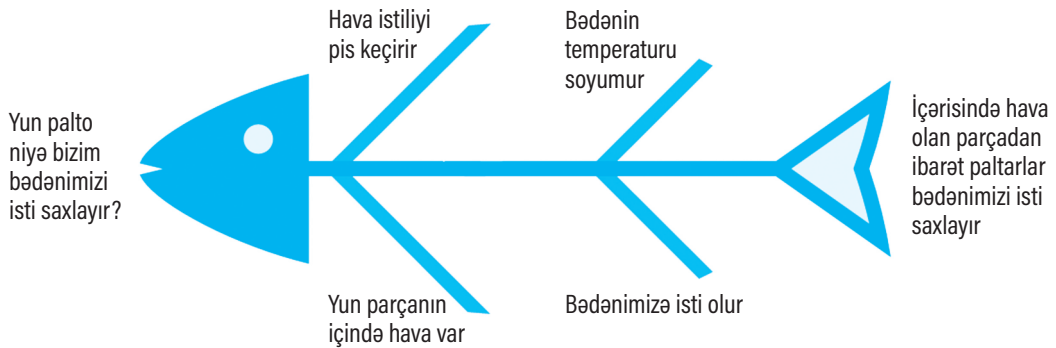 Yun palto
niyə bizim
bədənimizi
isti saxlayır?
Hava istiliyi
pis keçirir
Yun parçanın
içində hava var
Bədənin
temperaturu
soyumur
Bədənimizə isti olur
İçərisində hava
olan parçadan
ibarət paltarlar
bədənimizi isti
saxlayır